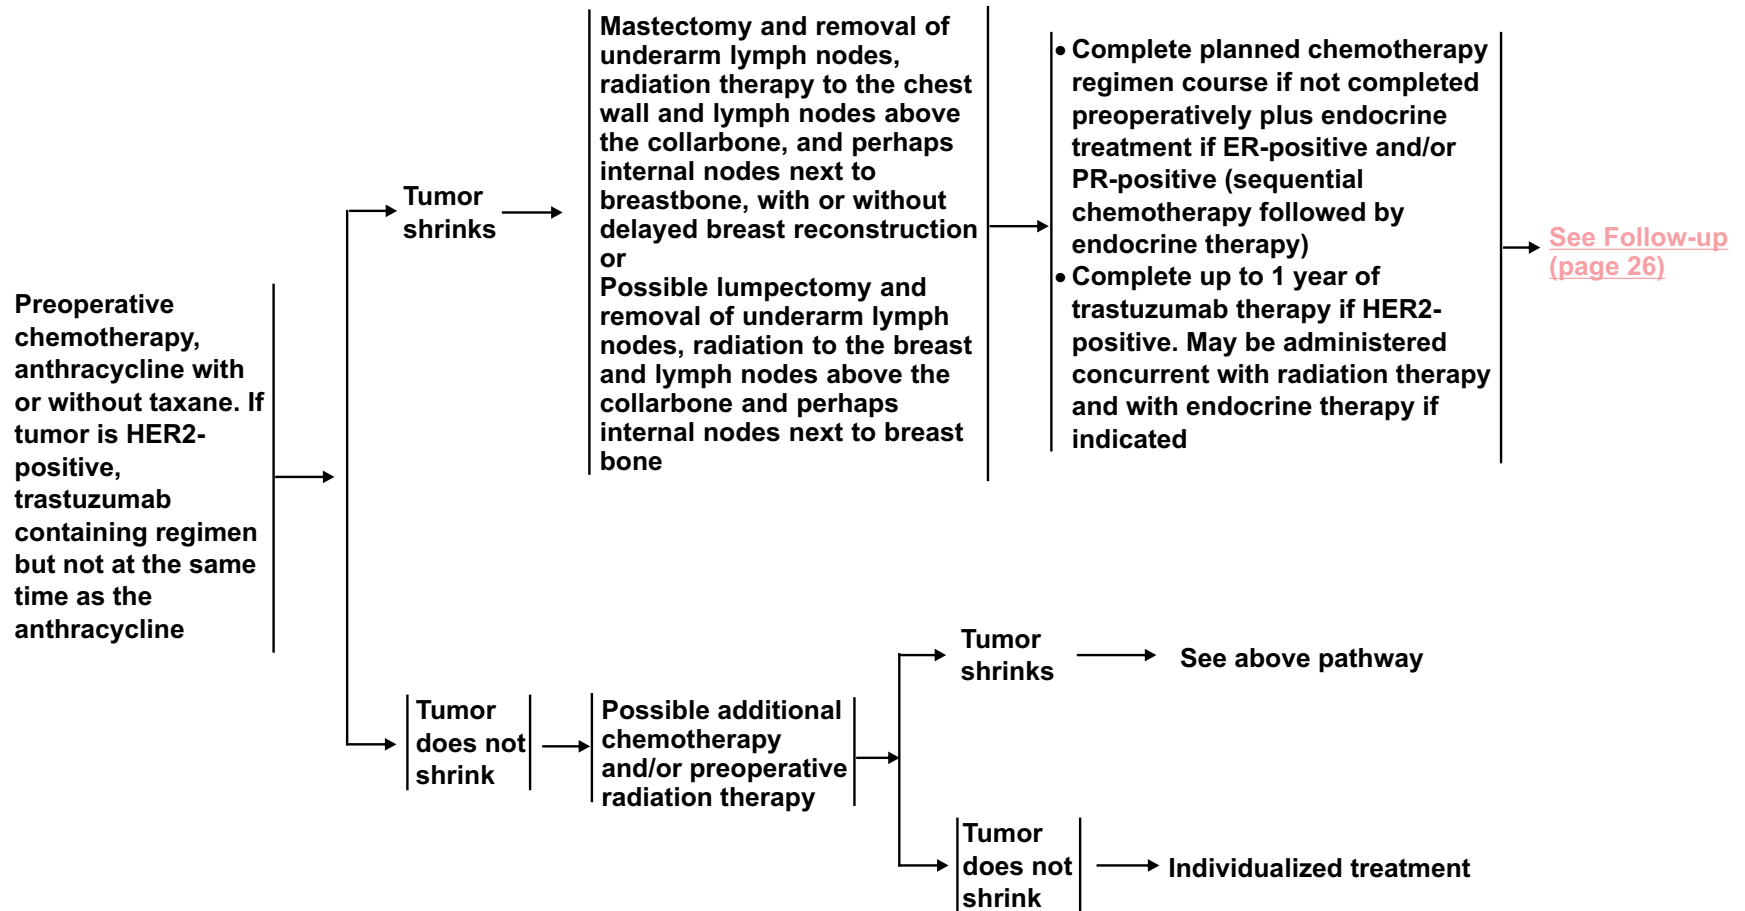 Preoperative
chemotherapy,
anthracycline with
or without taxane. If
tumor is HER2-
positive,
trastuzumab
containing regimen
but not at the same
time as the
anthracycline
Tumor
shrinks
Mastectomy and removal of
underarm lymph nodes,
radiation therapy to the chest
wall and lymph nodes above
the collarbone, and perhaps
internal nodes next to
breastbone, with or without
delayed breast reconstruction
or
Possible lumpectomy and
removal of underarm lymph
nodes, radiation to the breast
and lymph nodes above the
collarbone and perhaps
internal nodes next to breast
bone
• Complete planned chemotherapy
regimen course if not completed
preoperatively plus endocrine
treatment if ER-positive and/or
PR-positive (sequential
chemotherapy followed by
endocrine therapy)
• Complete up to 1 year of
trastuzumab therapy if HER2-
positive. May be administered
concurrent with radiation therapy
and with endocrine therapy if
indicated
See Follow-up
(page 26)
Tumor
does not
shrink
Possible additional
chemotherapy
and/or preoperative
radiation therapy
Tumor
shrinks
See above pathway
Tumor
does not
shrink
Individualized treatment